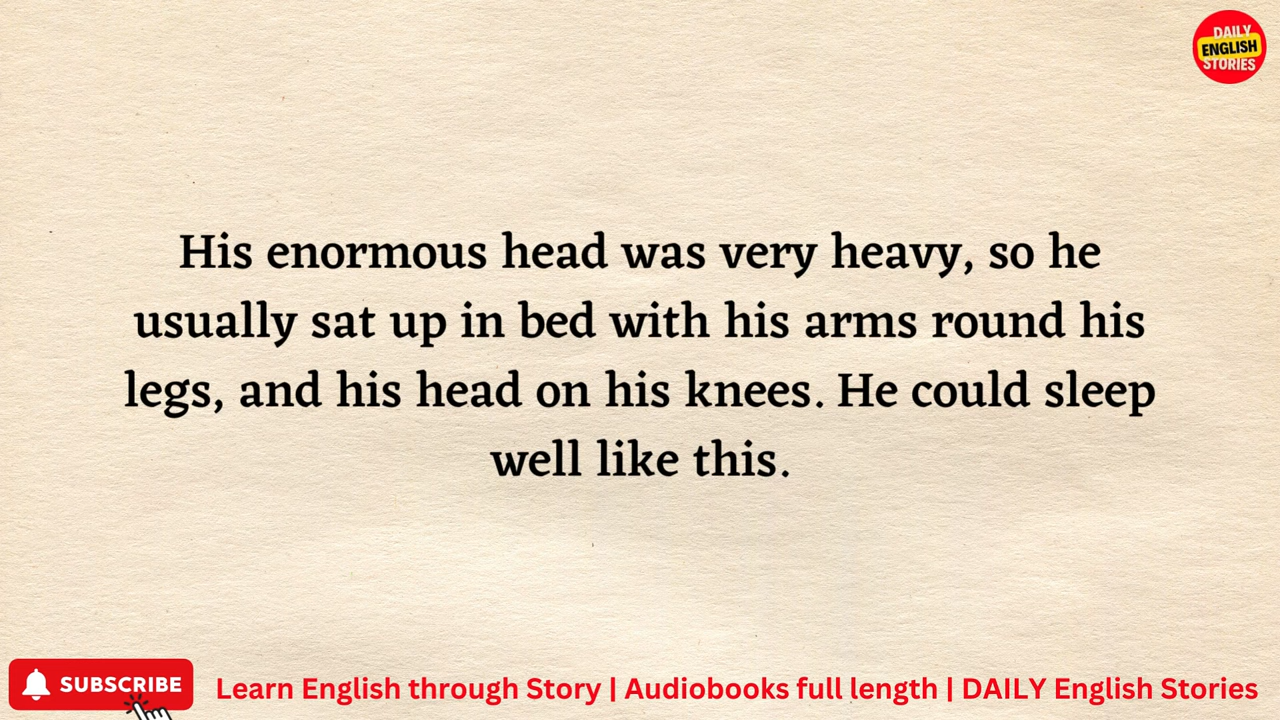 DAILY
ENGLISH
STORIES
His enormous head was very heavy, so he
usually sat up in bed with his arms round his
legs, and his head on his knees. He could sleep
well like this.
SUBSCRIBE
Learn English through Story | Audiobooks full length | DAILY English Stories